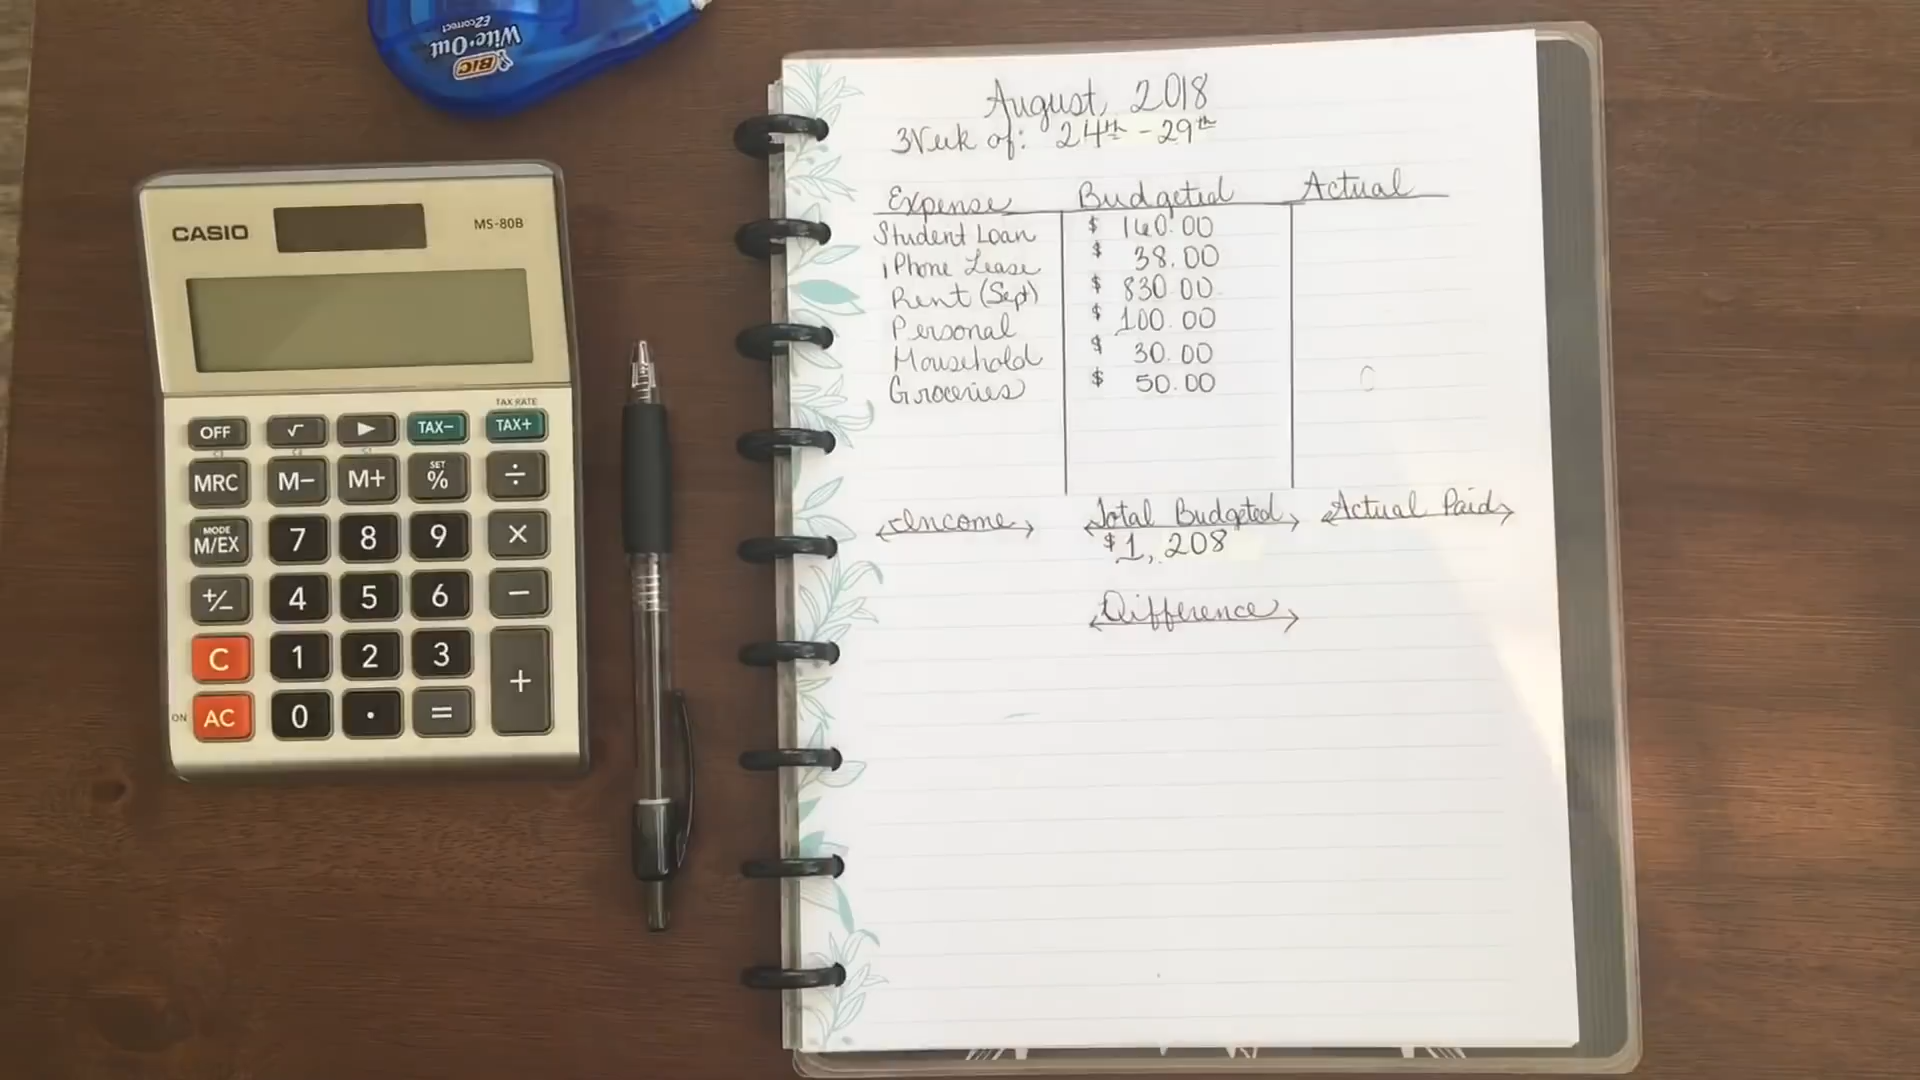 BIC
Wite·Out
EZcorrect
CASIO
MS-80B
TAX RATE
OFF √ ▶ TAX− TAX+
MRC M− M+ SET % ÷
MODE
M/EX 7 8 9 ×
+/− 4 5 6 −
C 1 2 3 +
ON AC 0 · =
August, 2018
Week of: 24th - 29th
Expense Budgeted Actual
Student Loan $ 160.00
iPhone Lease $ 38.00
Rent (Sept) $ 830.00
Personal $ 100.00
Household $ 30.00
Groceries $ 50.00
Income Total Budgeted Actual Paid
$1,208
Difference